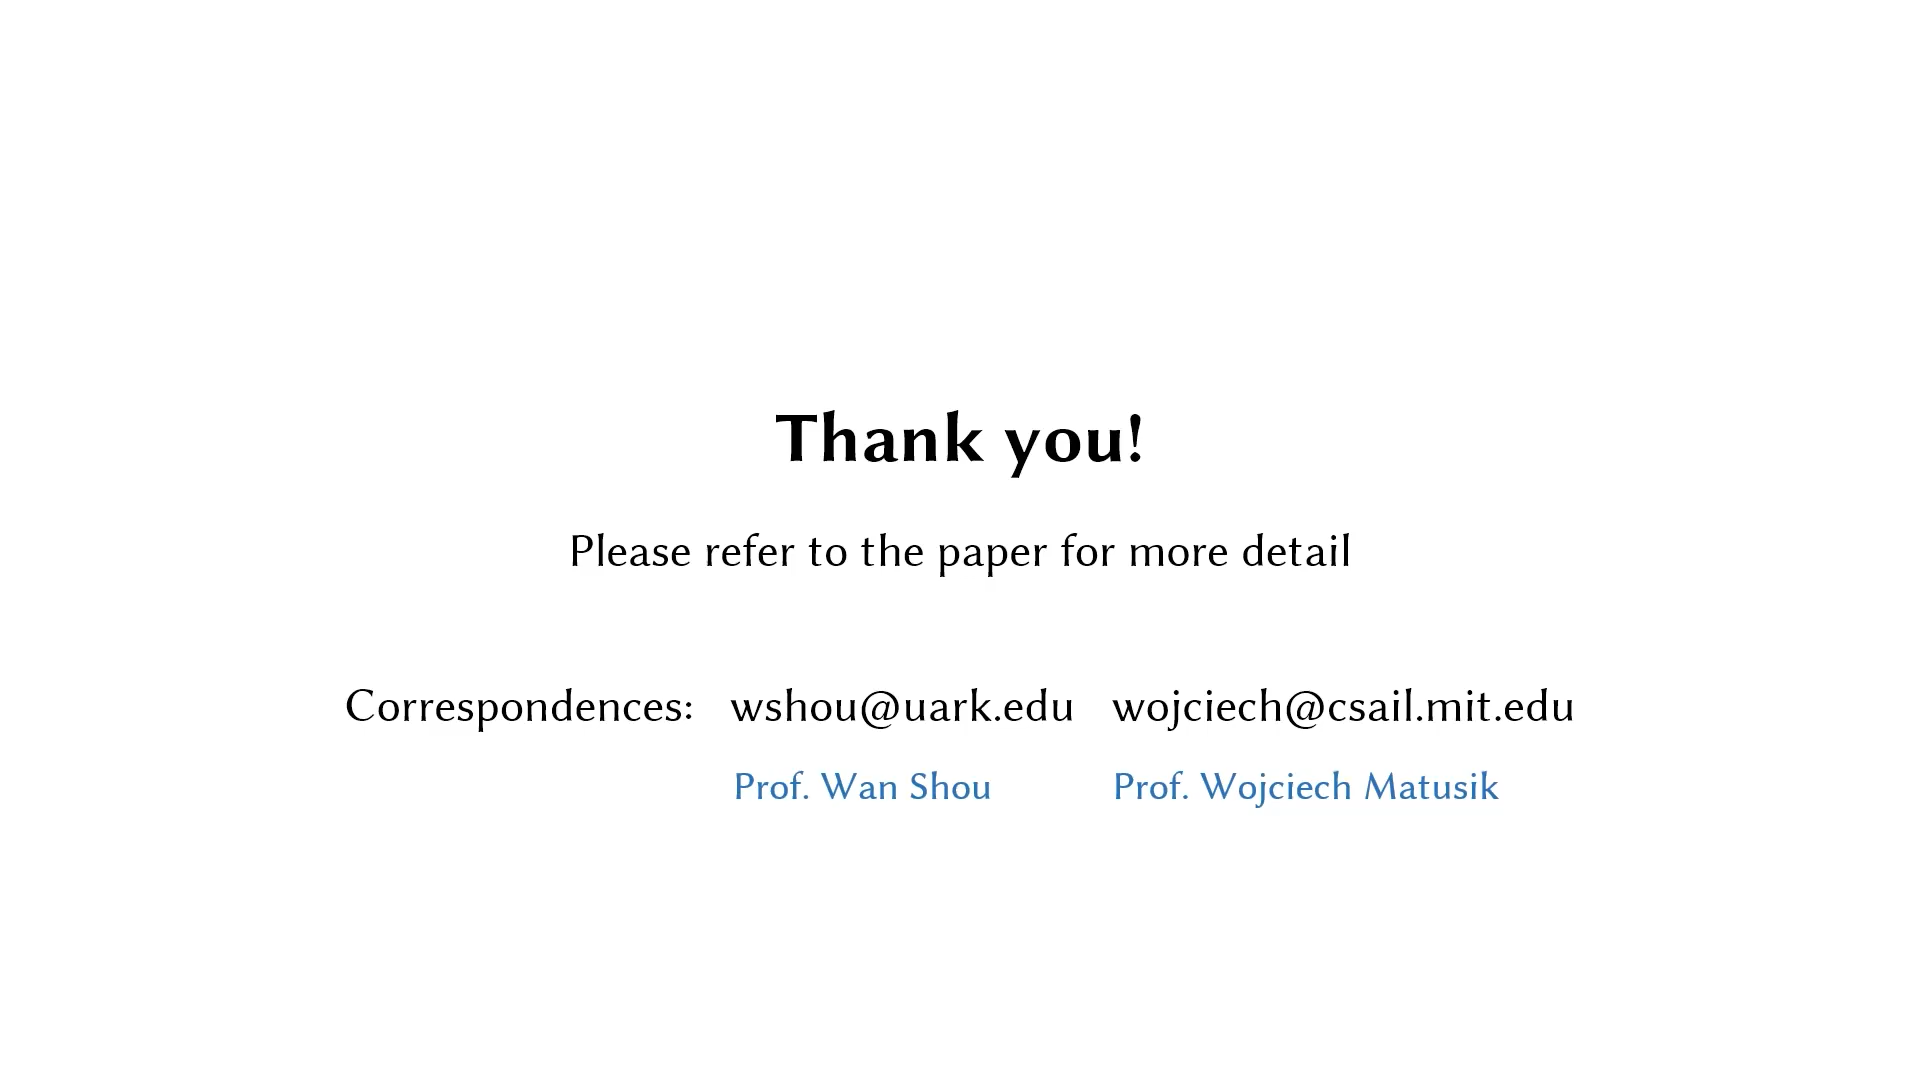 Thank you!
Please refer to the paper for more detail
Correspondences: wshou@uark.edu wojciech@csail.mit.edu
Prof. Wan Shou Prof. Wojciech Matusik